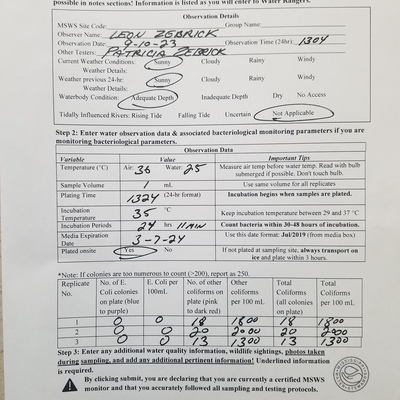 possible in notes sections! Information is listed as you will enter to Water Rangers.
Observation Details
MSWS Site Code: Group Name:
Observer Name: LEON ZEBRICK
Observation Date: 9-10-23 Observation Time (24hr): 1304
Other Testers: PATRICIA ZEBRICK
Current Weather Conditions: Sunny Cloudy Rainy Windy
Weather Details:
Weather previous 24-hr: Sunny Cloudy Rainy Windy
Weather Details:
Waterbody Condition: Adequate Depth Inadequate Depth Dry No Access
Tidally Influenced Rivers: Rising Tide Falling Tide Uncertain Not Applicable
Step 2: Enter water observation data & associated bacteriological monitoring parameters if you are
monitoring bacteriological parameters.
Observation Data
Variable Value Important Tips
Temperature (°C) Air: 36 Water: 25 Measure air temp before water temp. Read with bulb
submerged if possible. Don't touch bulb.
Sample Volume 1 mL Use same volume for all replicates
Plating Time 1324 (24-hr format) Incubation begins when samples are plated.
Incubation
Temperature 35 °C Keep incubation temperature between 29 and 37 °C
Incubation Periods 24 hrs 11 MIN Count bacteria within 30-48 hours of incubation.
Media Expiration
Date 3-7-24 Use this date format: Jul/2019 (from media box)
Plated onsite Yes No If not plated at sampling site, always transport on
ice and plate within 3 hours.
*Note: If colonies are too numerous to count (>200), report as 250.
Replicate No. of E. E. Coli per No. of other Other Total Total
No. Coli colonies 100mL coliforms on coliforms Coliforms Coliforms
on plate (blue plate (pink per 100 mL (all colonies per 100 mL
to purple) to dark red) on plate)
1 0 0 18 1800 18 1800
2 0 0 20 2000 20 2000
3 0 0 13 1300 13 1300
Step 3: Enter any additional water quality information, wildlife sightings, photos taken
during sampling, and add any additional pertinent information! Underlined information
is required.
By clicking submit, you are declaring that you are currently a certified MSWS
monitor and that you accurately followed all sampling and testing protocols.